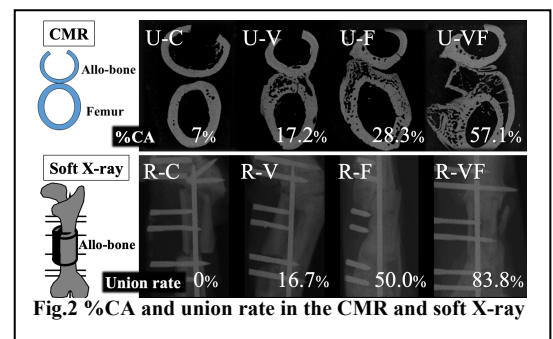 CMR
U-C U-V U-F U-VF
Allo-bone
Femur
%CA 7% 17.2% 28.3% 57.1%
Soft X-ray
R-C R-V R-F R-VF
Allo-bone
Union rate 0% 16.7% 50.0% 83.8%
Fig.2 %CA and union rate in the CMR and soft X-ray